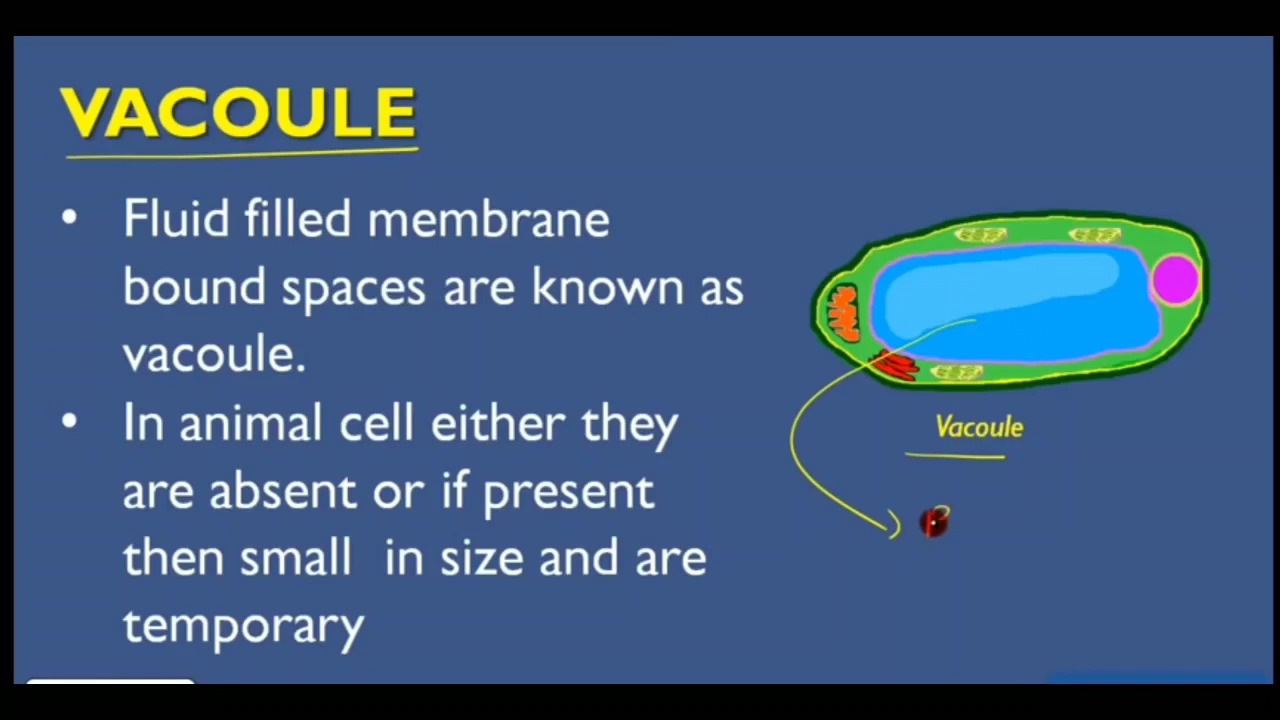 VACOULE
• Fluid filled membrane
bound spaces are known as
vacoule.
• In animal cell either they
are absent or if present
then small in size and are
temporary
Vacoule